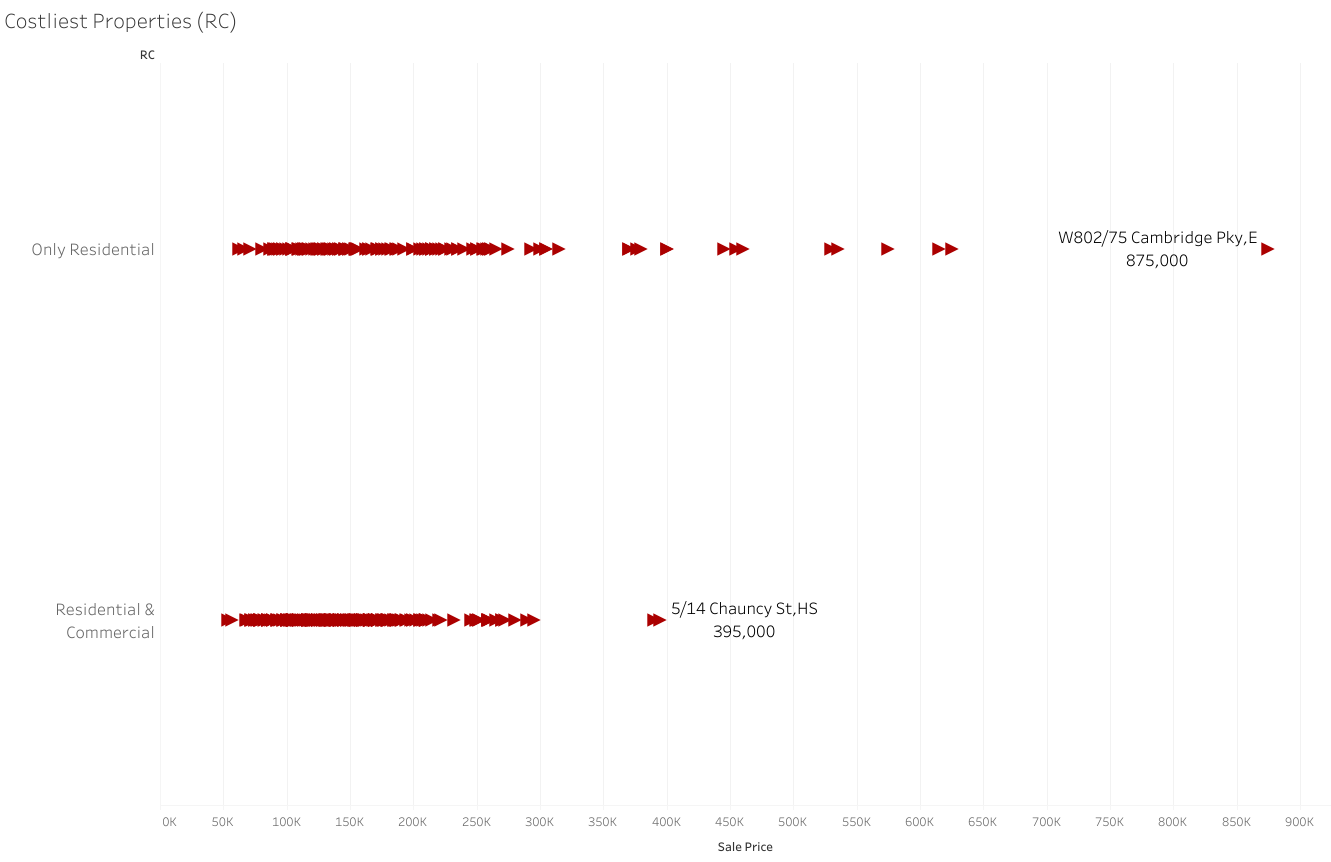 Costliest Properties (RC)
RC
Only Residential
W802/75 Cambridge Pky,E
875,000
Residential &
Commercial
5/14 Chauncy St,HS
395,000
0K 50K 100K 150K 200K 250K 300K 350K 400K 450K 500K 550K 600K 650K 700K 750K 800K 850K 900K
Sale Price